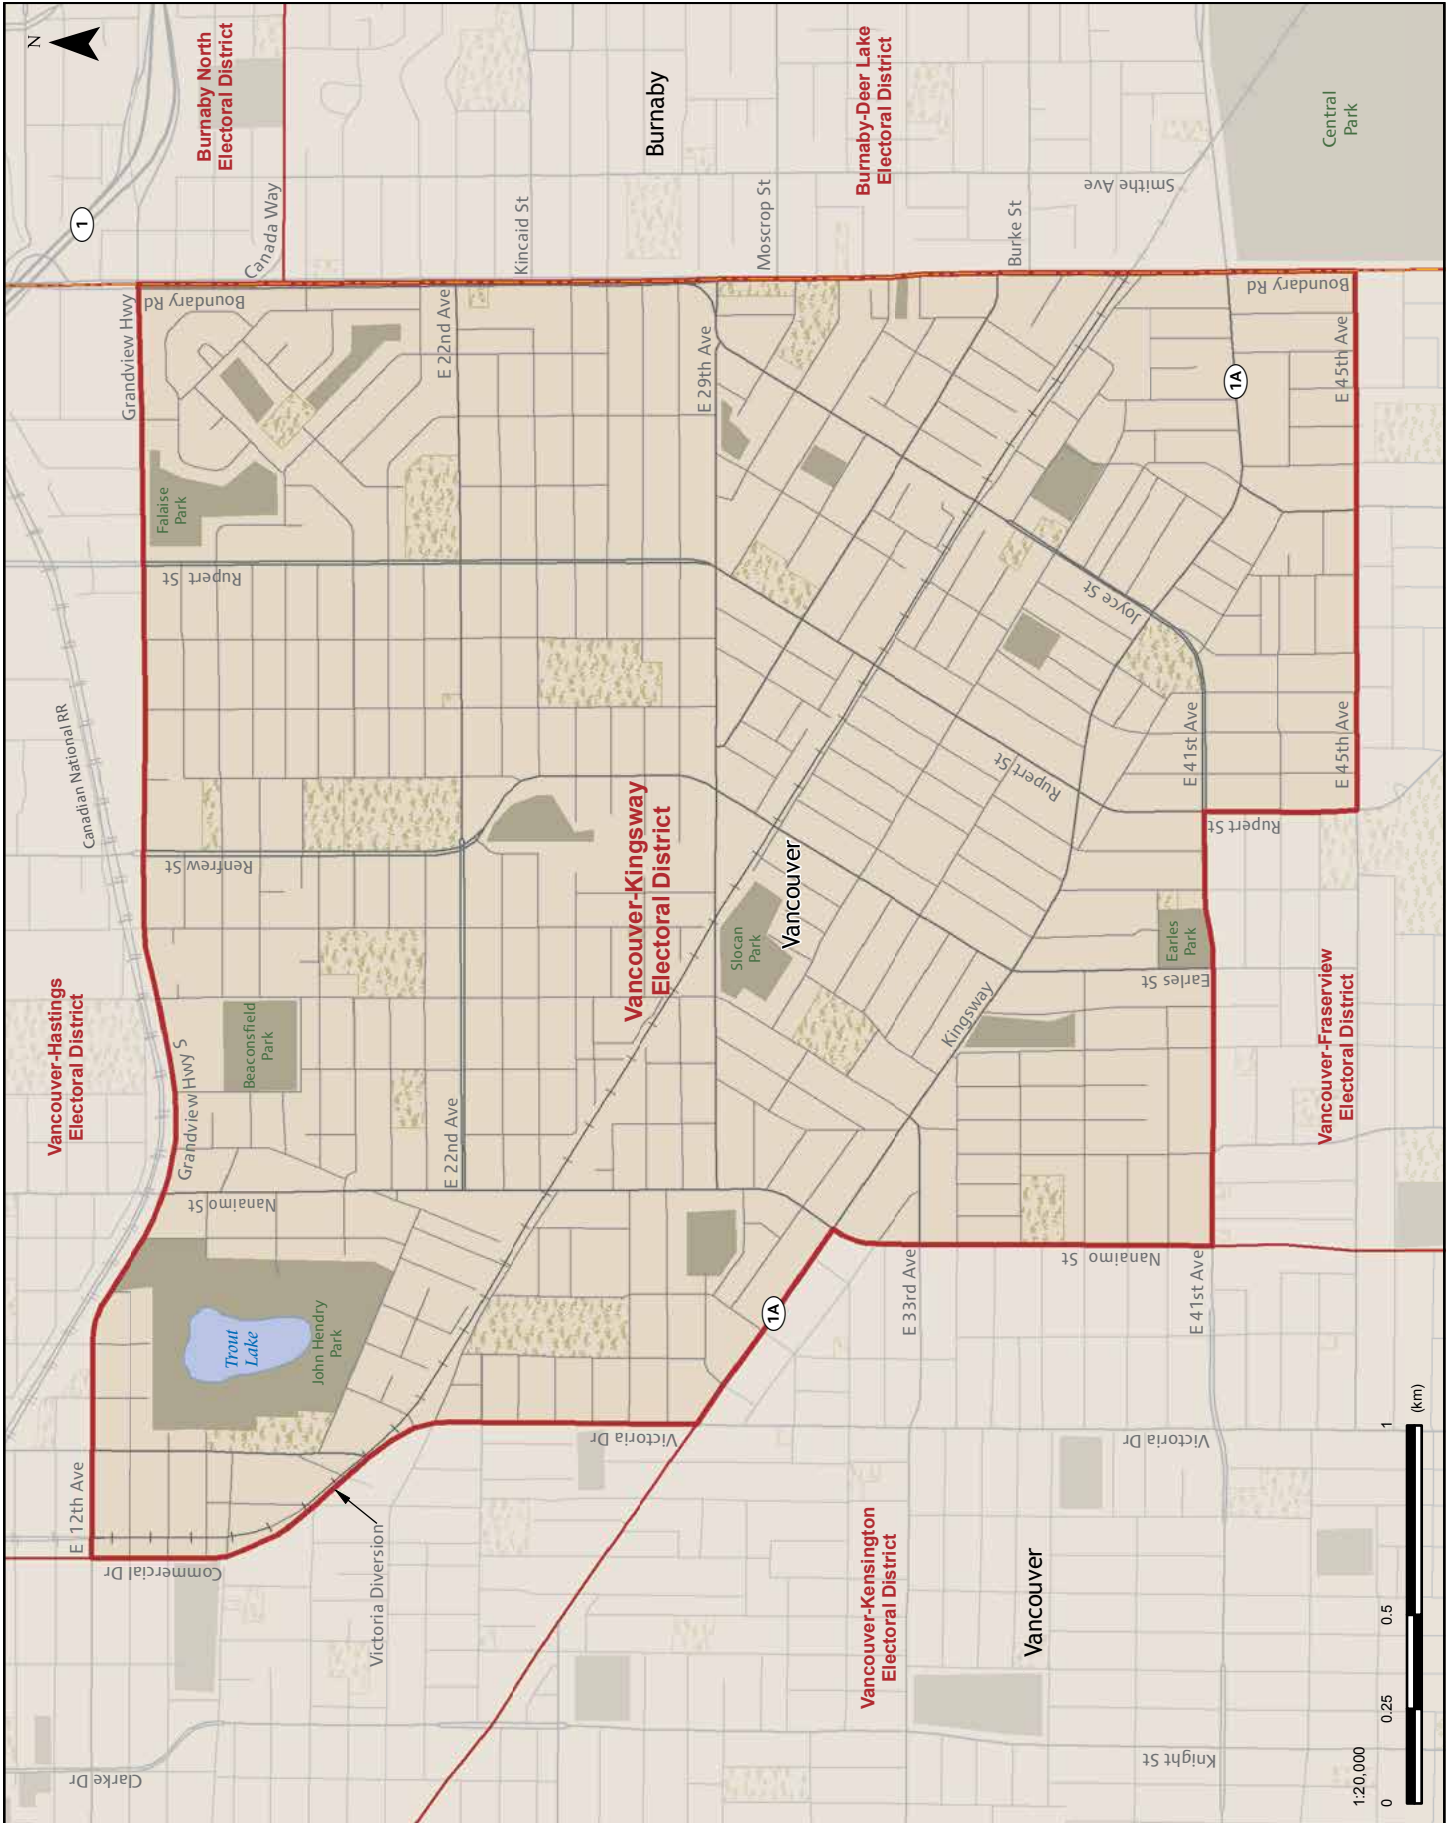 N
1
Burnaby North
Electoral District
Canada Way
Kincaid St
Burnaby
Moscrop St
Burnaby-Deer Lake
Electoral District
Burke St
Smithe Ave
Central
Park
Grandview Hwy
Boundary Rd
E 22nd Ave
E 29th Ave
1A
Boundary Rd
E 45th Ave
Falaise
Park
Rupert St
Joyce St
Canadian National RR
Renfrew St
Rupert St
E 41st Ave
E 45th Ave
Rupert St
Vancouver-Kingsway
Electoral District
Vancouver
Slocan
Park
Earles
Park
Earles St
Kingsway
Vancouver-Hastings
Electoral District
Beaconsfield
Park
Grandview Hwy S
E 22nd Ave
Nanaimo St
Vancouver-Fraserview
Electoral District
Trout
Lake
John Hendry
Park
1A
E 33rd Ave
Nanaimo St
E 41st Ave
E 12th Ave
Commercial Dr
Victoria Diversion
Victoria Dr
Victoria Dr
Vancouver-Kensington
Electoral District
Vancouver
Clarke Dr
Knight St
1:20,000
0
0.25
0.5
1
(km)